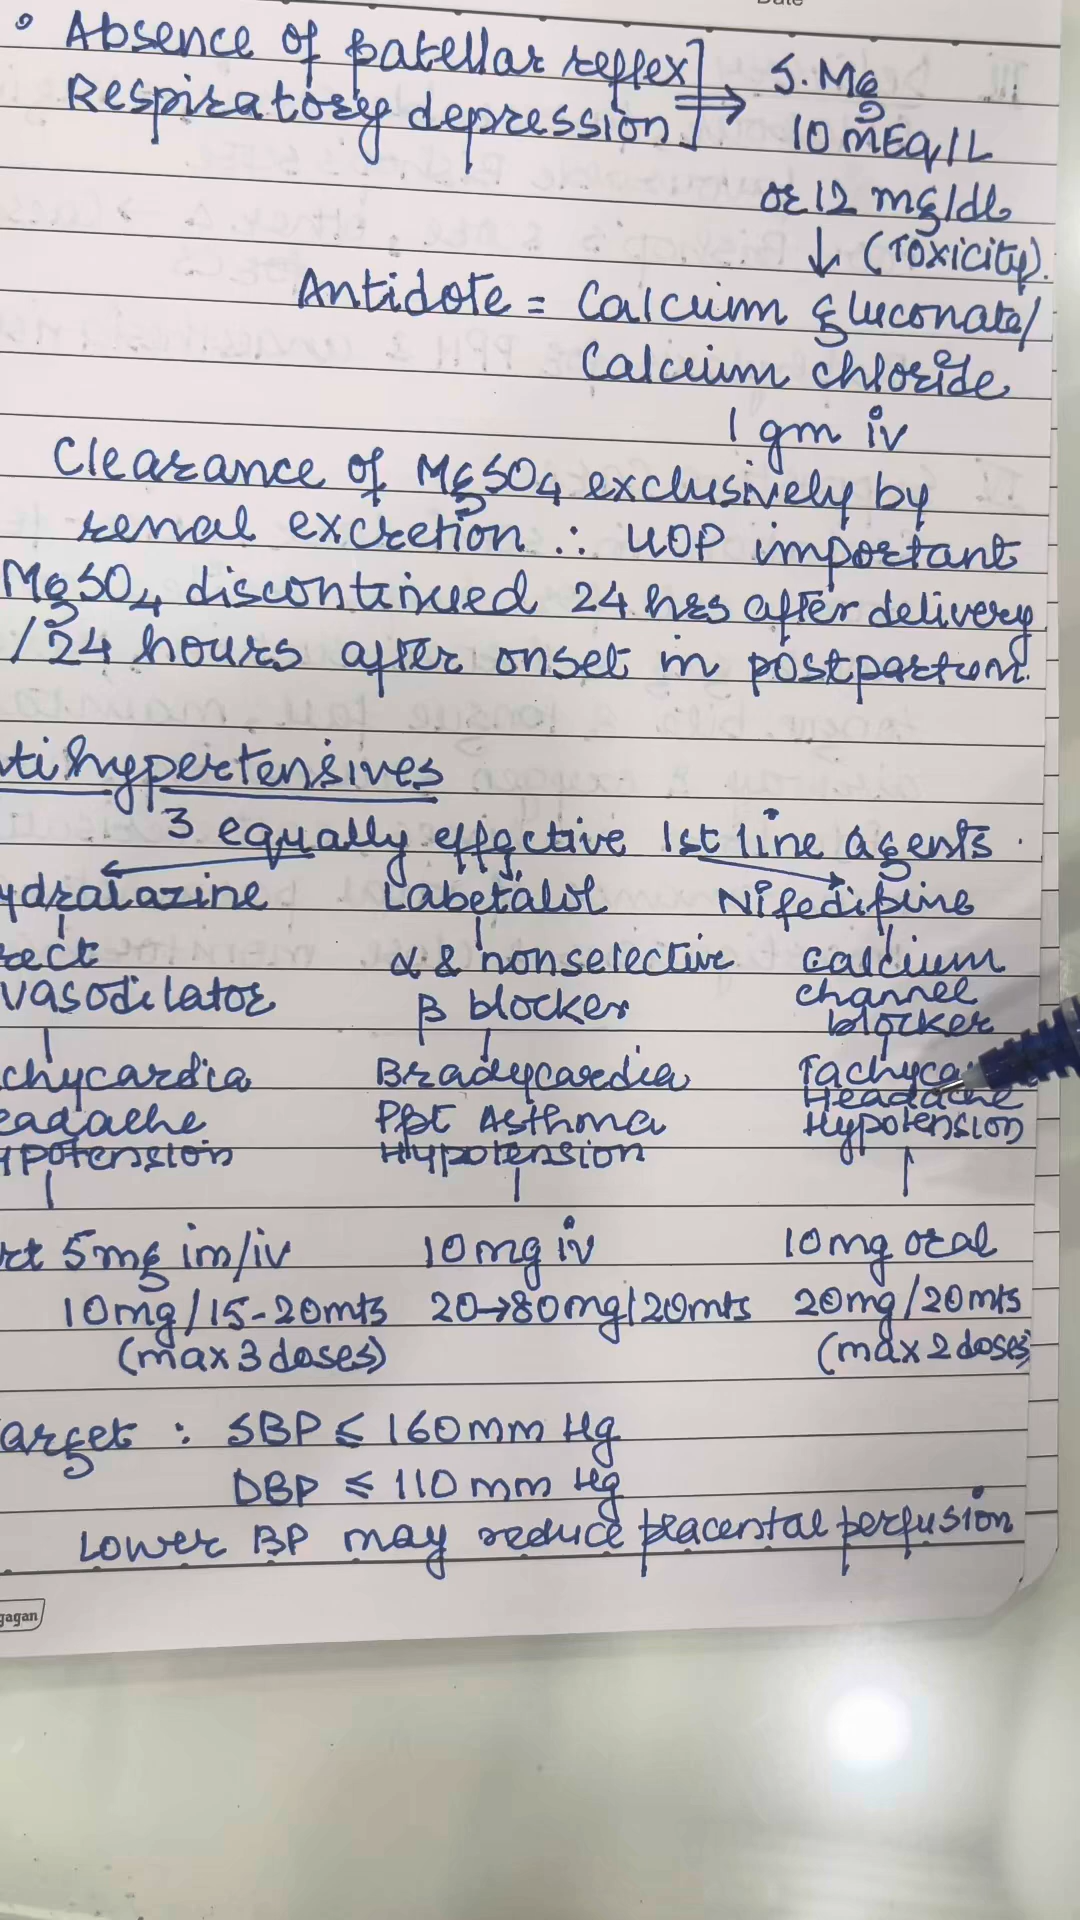 Absence of patellar reflex
Respiratory depression
⇒ S.Mg
10 mEq/L
or 12 mg/dl
↓ (Toxicity).
Antidote = Calcium gluconate/
Calcium chloride
1 gm iv
Clearance of MgSO4 exclusively by
renal excretion ∴ UOP important
MgSO4 discontinued 24 hrs after delivery
/24 hours after onset in postpartum.
tihypertensives
3 equally effective 1st line agents.
ydralazine Labetalol Nifedipine
rect α & nonselective calcium
vasodilator β blocker channel
blocker
chycardia Bradycardia Tachyca
eadache PPt Asthma Headache
ypotension Hypotension Hypotension
rt 5mg im/iv 10mg iv 10mg oral
10mg/15-20mts 20→80mg/20mts 20mg/20mts
(max 3 doses) (max 2 doses
arget : SBP ≤ 160mm Hg
DBP ≤ 110 mm Hg
Lower BP may reduce placental perfusion
gagan